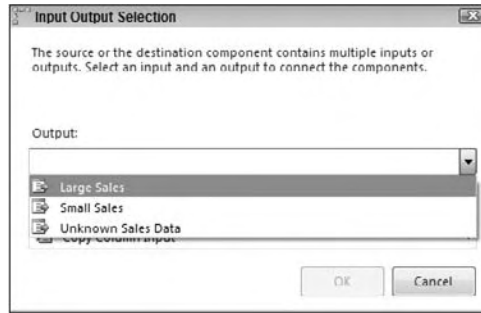 Input Output Selection
The source or the destination component contains multiple inputs or
outputs. Select an input and an output to connect the components.
Output:
Large Sales
Small Sales
Unknown Sales Data
Copy Column Input
OK
Cancel